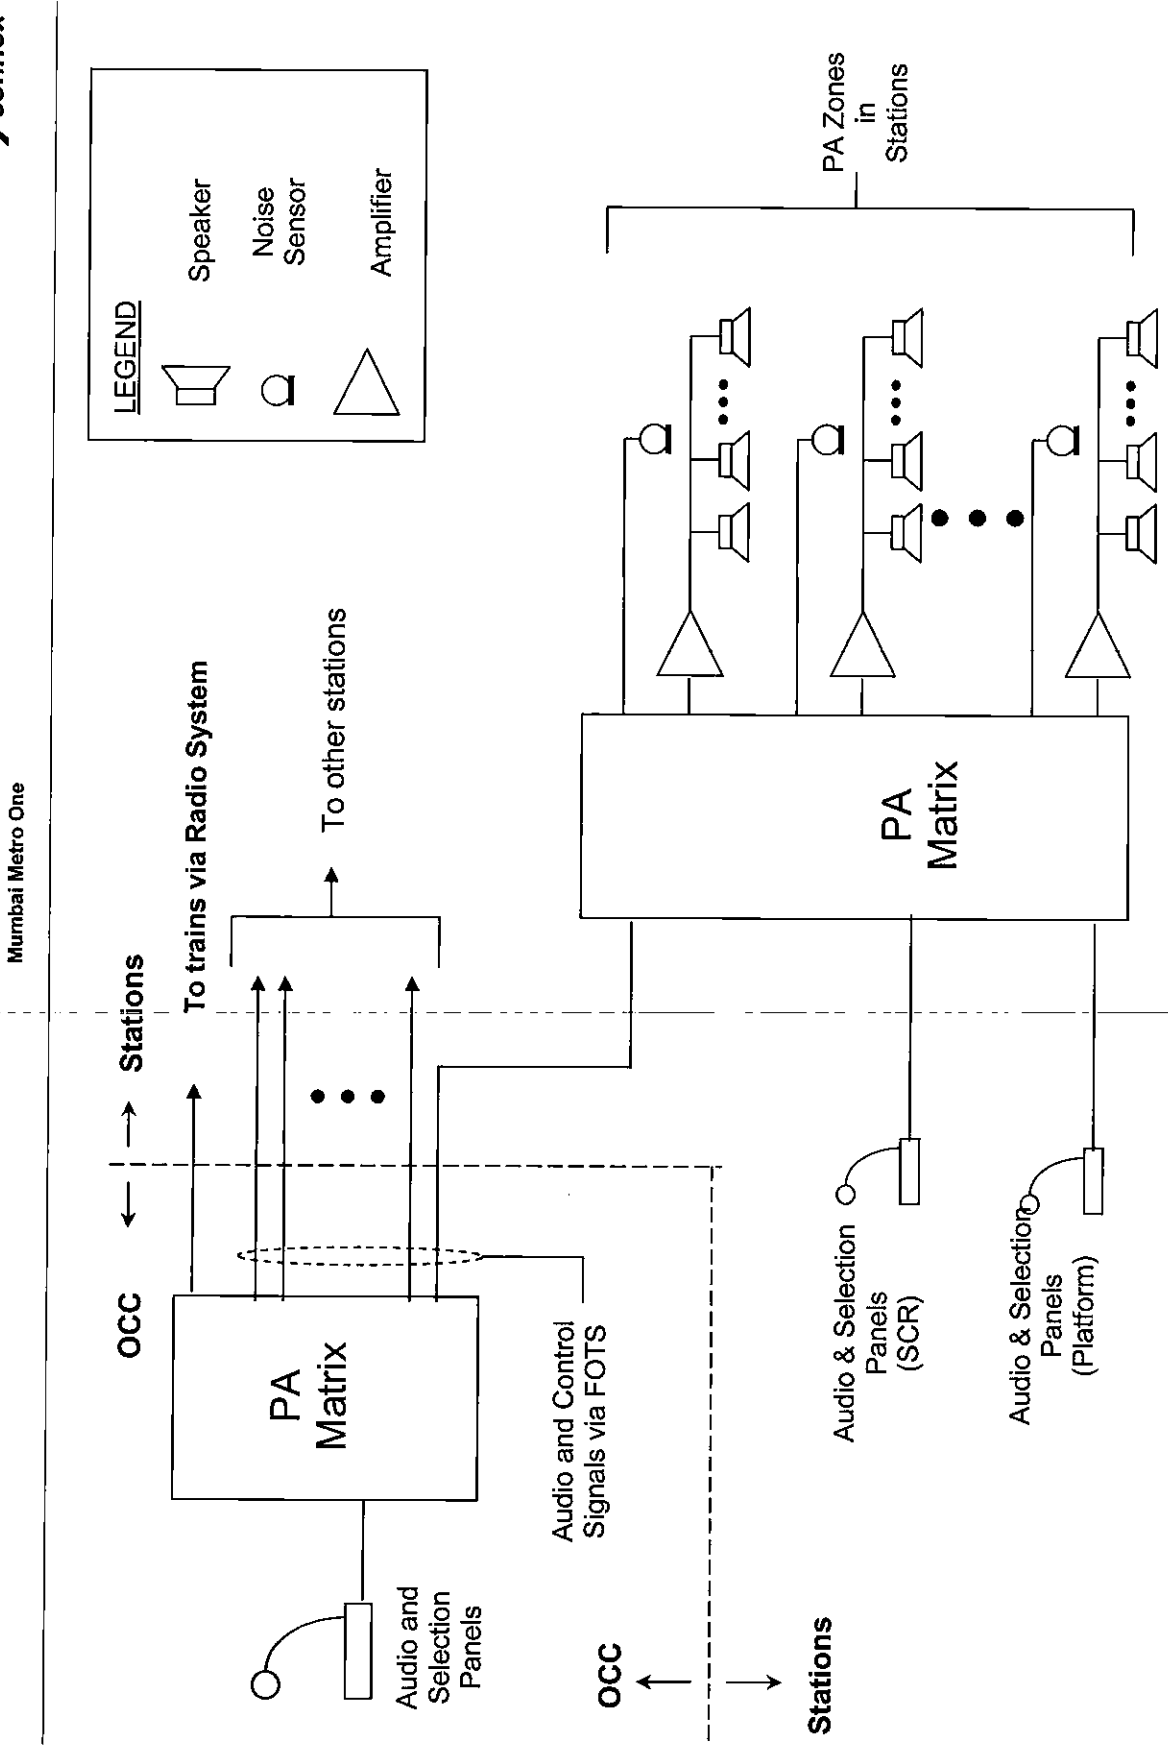 Mumbai Metro One
OCC
Stations
To trains via Radio System
To other stations
LEGEND
Speaker
Noise
Sensor
Amplifier
PA
Matrix
Audio and
Selection
Panels
Audio and Control
Signals via FOTS
OCC
Stations
PA
Matrix
PA Zones
in
Stations
Audio & Selection
Panels
(SCR)
Audio & Selection
Panels
(Platform)